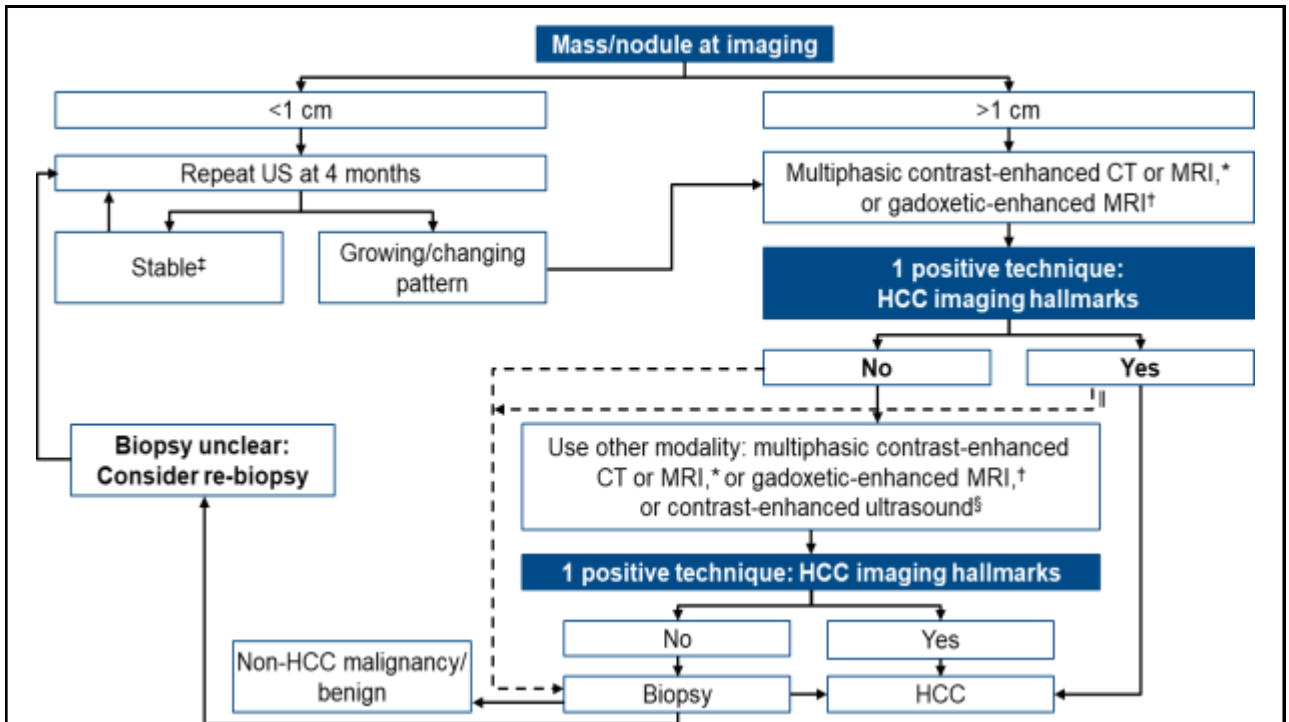 Mass/nodule at imaging
<1 cm
>1 cm
Repeat US at 4 months
Multiphasic contrast-enhanced CT or MRI,*
or gadoxetic-enhanced MRI†
Stable‡
Growing/changing
pattern
1 positive technique:
HCC imaging hallmarks
No
Yes
||
Biopsy unclear:
Consider re-biopsy
Use other modality: multiphasic contrast-enhanced
CT or MRI,* or gadoxetic-enhanced MRI,†
or contrast-enhanced ultrasound§
1 positive technique: HCC imaging hallmarks
No
Yes
Non-HCC malignancy/
benign
Biopsy
HCC